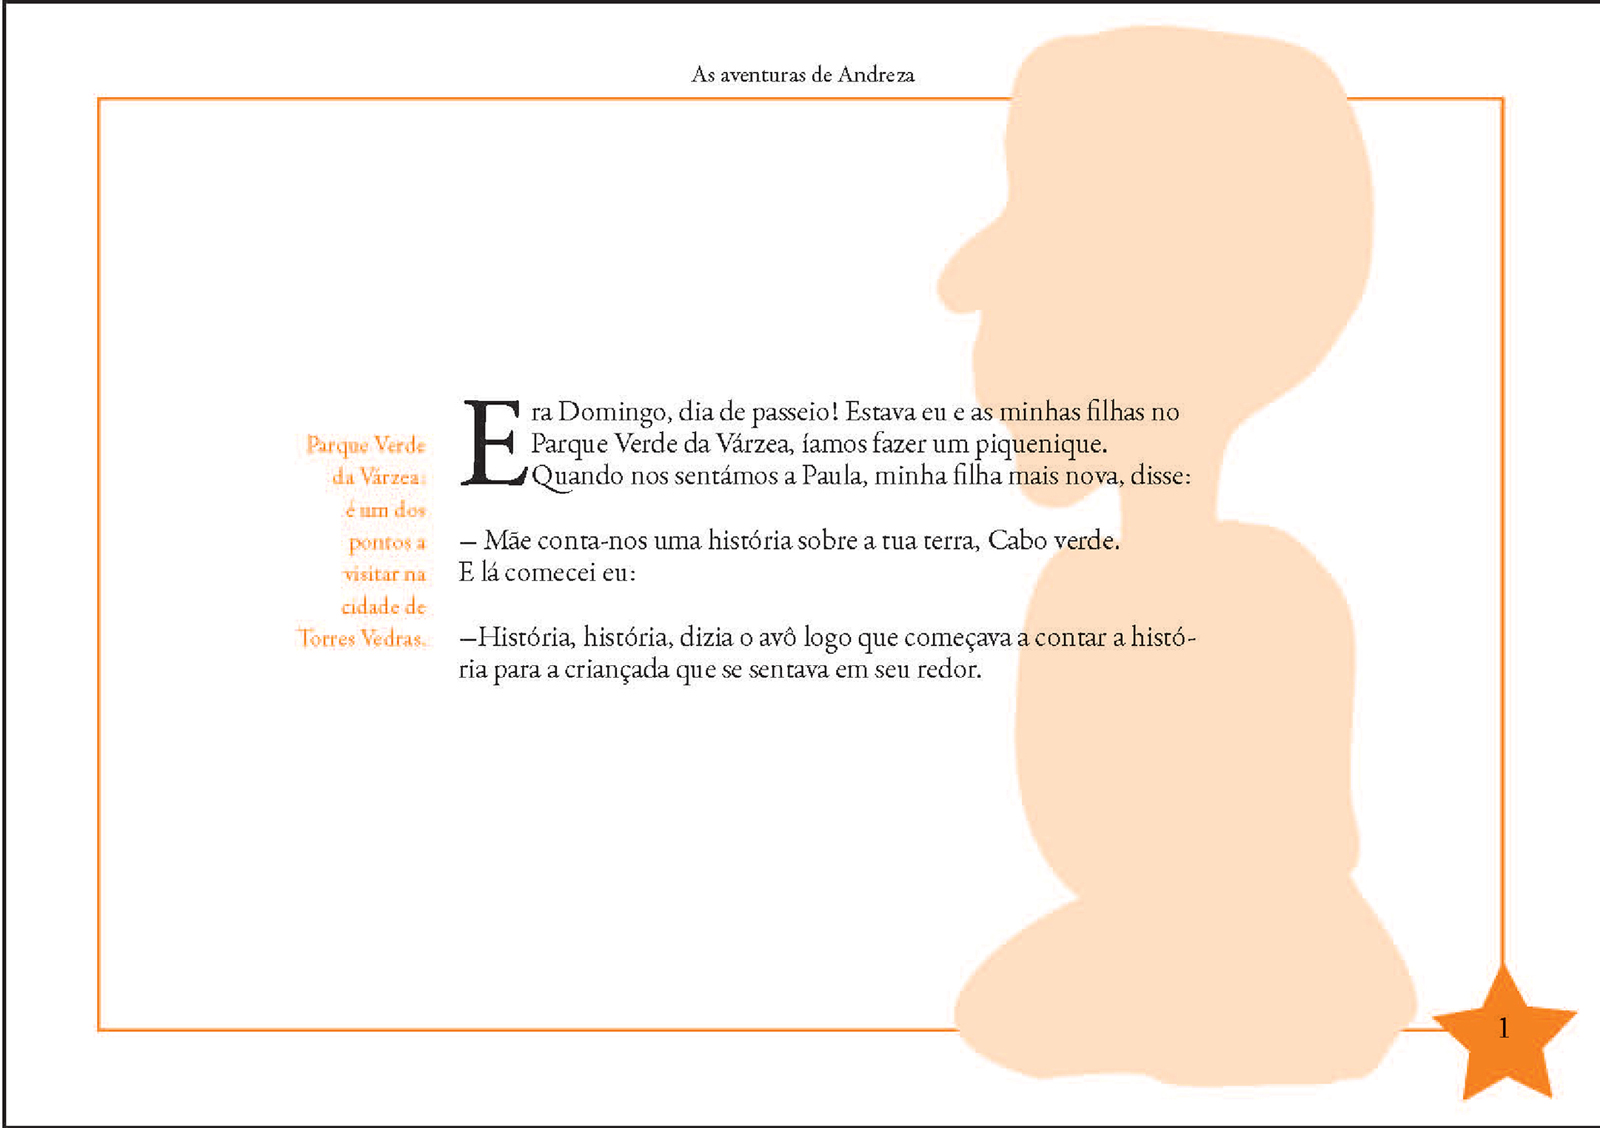 As aventuras de Andreza
Era Domingo, dia de passeio! Estava eu e as minhas filhas no
Parque Verde da Várzea, íamos fazer um piquenique.
Quando nos sentámos a Paula, minha filha mais nova, disse:
– Mãe conta-nos uma história sobre a tua terra, Cabo verde.
E lá comecei eu:
–História, história, dizia o avô logo que começava a contar a histó-
ria para a criançada que se sentava em seu redor.
Parque Verde
da Várzea:
é um dos
pontos a
visitar na
cidade de
Torres Vedras.
1